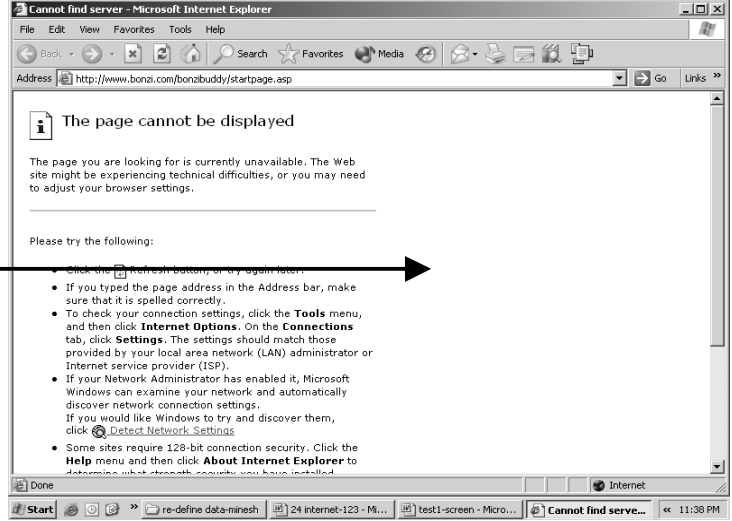 Cannot find server - Microsoft Internet Explorer
File Edit View Favorites Tools Help
Back Search Favorites Media
Address http://www.bonzi.com/bonzibuddy/startpage.asp Go Links »
The page cannot be displayed
The page you are looking for is currently unavailable. The Web
site might be experiencing technical difficulties, or you may need
to adjust your browser settings.
Please try the following:
Click the Refresh button, or try again later.
If you typed the page address in the Address bar, make
sure that it is spelled correctly.
To check your connection settings, click the Tools menu,
and then click Internet Options. On the Connections
tab, click Settings. The settings should match those
provided by your local area network (LAN) administrator or
Internet service provider (ISP).
If your Network Administrator has enabled it, Microsoft
Windows can examine your network and automatically
discover network connection settings.
If you would like Windows to try and discover them,
click Detect Network Settings
Some sites require 128-bit connection security. Click the
Help menu and then click About Internet Explorer to
determine what strength security you have installed.
Done Internet
Start » re-define data-minesh 24 internet-123 - Mi... test1-screen - Micro... Cannot find serve... « 11:38 PM